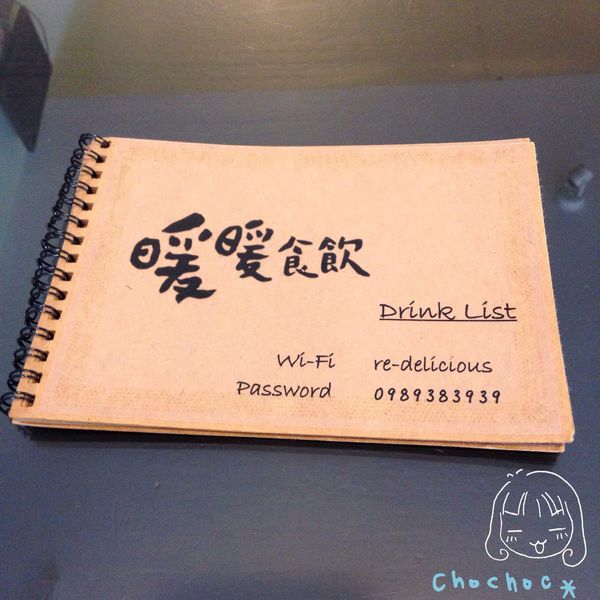 暖暖食飲
Drink List
Wi-Fi re-delicious
Password 0989383939
chochoc*